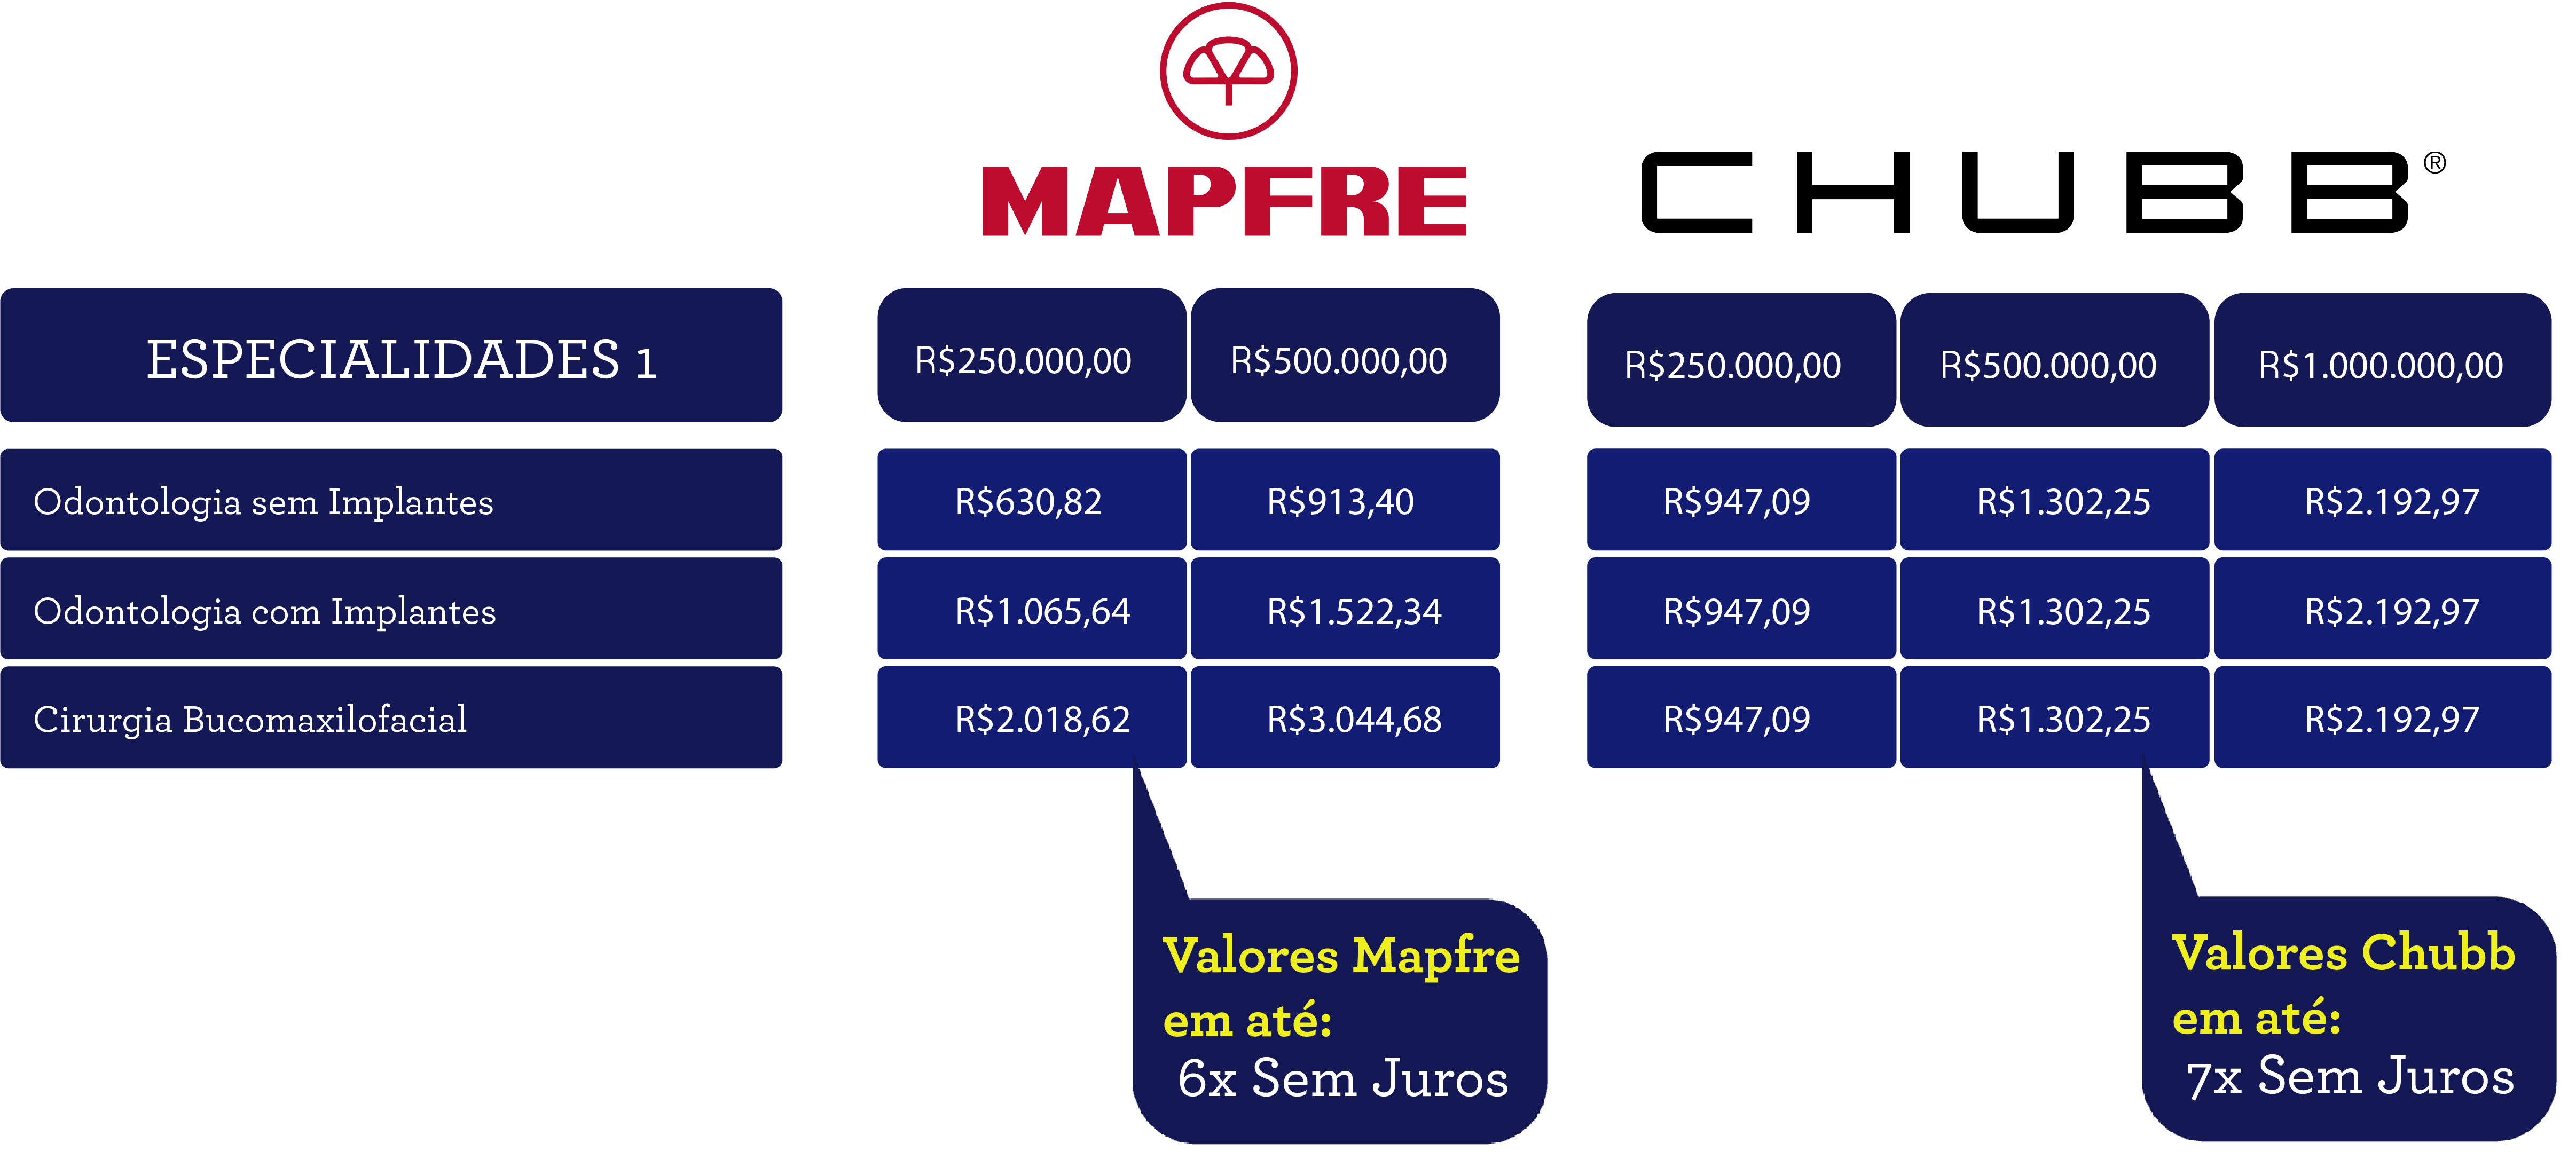 MAPFRE
CHUBB®
ESPECIALIDADES 1 R$250.000,00 R$500.000,00 R$250.000,00 R$500.000,00 R$1.000.000,00
Odontologia sem Implantes R$630,82 R$913,40 R$947,09 R$1.302,25 R$2.192,97
Odontologia com Implantes R$1.065,64 R$1.522,34 R$947,09 R$1.302,25 R$2.192,97
Cirurgia Bucomaxilofacial R$2.018,62 R$3.044,68 R$947,09 R$1.302,25 R$2.192,97
Valores Mapfre
em até:
6x Sem Juros
Valores Chubb
em até:
7x Sem Juros